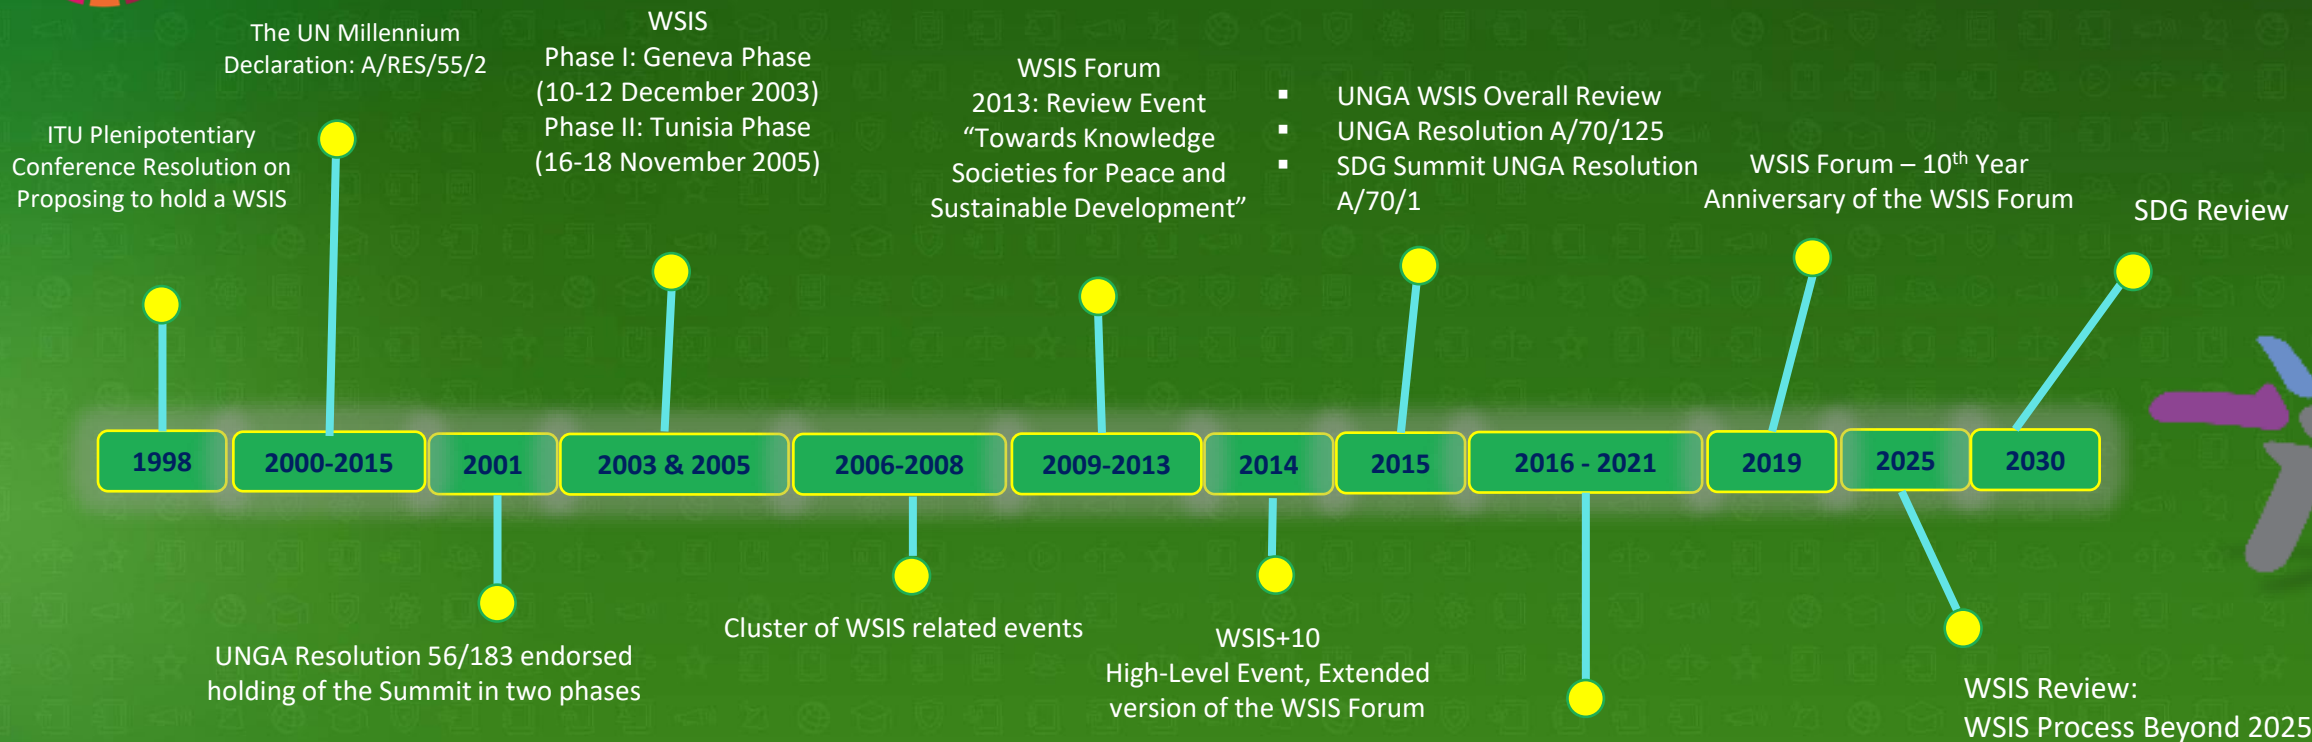 The UN Millennium
Declaration: A/RES/55/2
WSIS
Phase I: Geneva Phase
(10-12 December 2003)
Phase II: Tunisia Phase
(16-18 November 2005)
WSIS Forum
2013: Review Event
“Towards Knowledge
Societies for Peace and
Sustainable Development”
▪ UNGA WSIS Overall Review
▪ UNGA Resolution A/70/125
▪ SDG Summit UNGA Resolution
A/70/1
ITU Plenipotentiary
Conference Resolution on
Proposing to hold a WSIS
WSIS Forum – 10th Year
Anniversary of the WSIS Forum
SDG Review
1998
2000-2015
2001
2003 & 2005
2006-2008
2009-2013
2014
2015
2016 - 2021
2019
2025
2030
UNGA Resolution 56/183 endorsed
holding of the Summit in two phases
Cluster of WSIS related events
WSIS+10
High-Level Event, Extended
version of the WSIS Forum
WSIS Review:
WSIS Process Beyond 2025